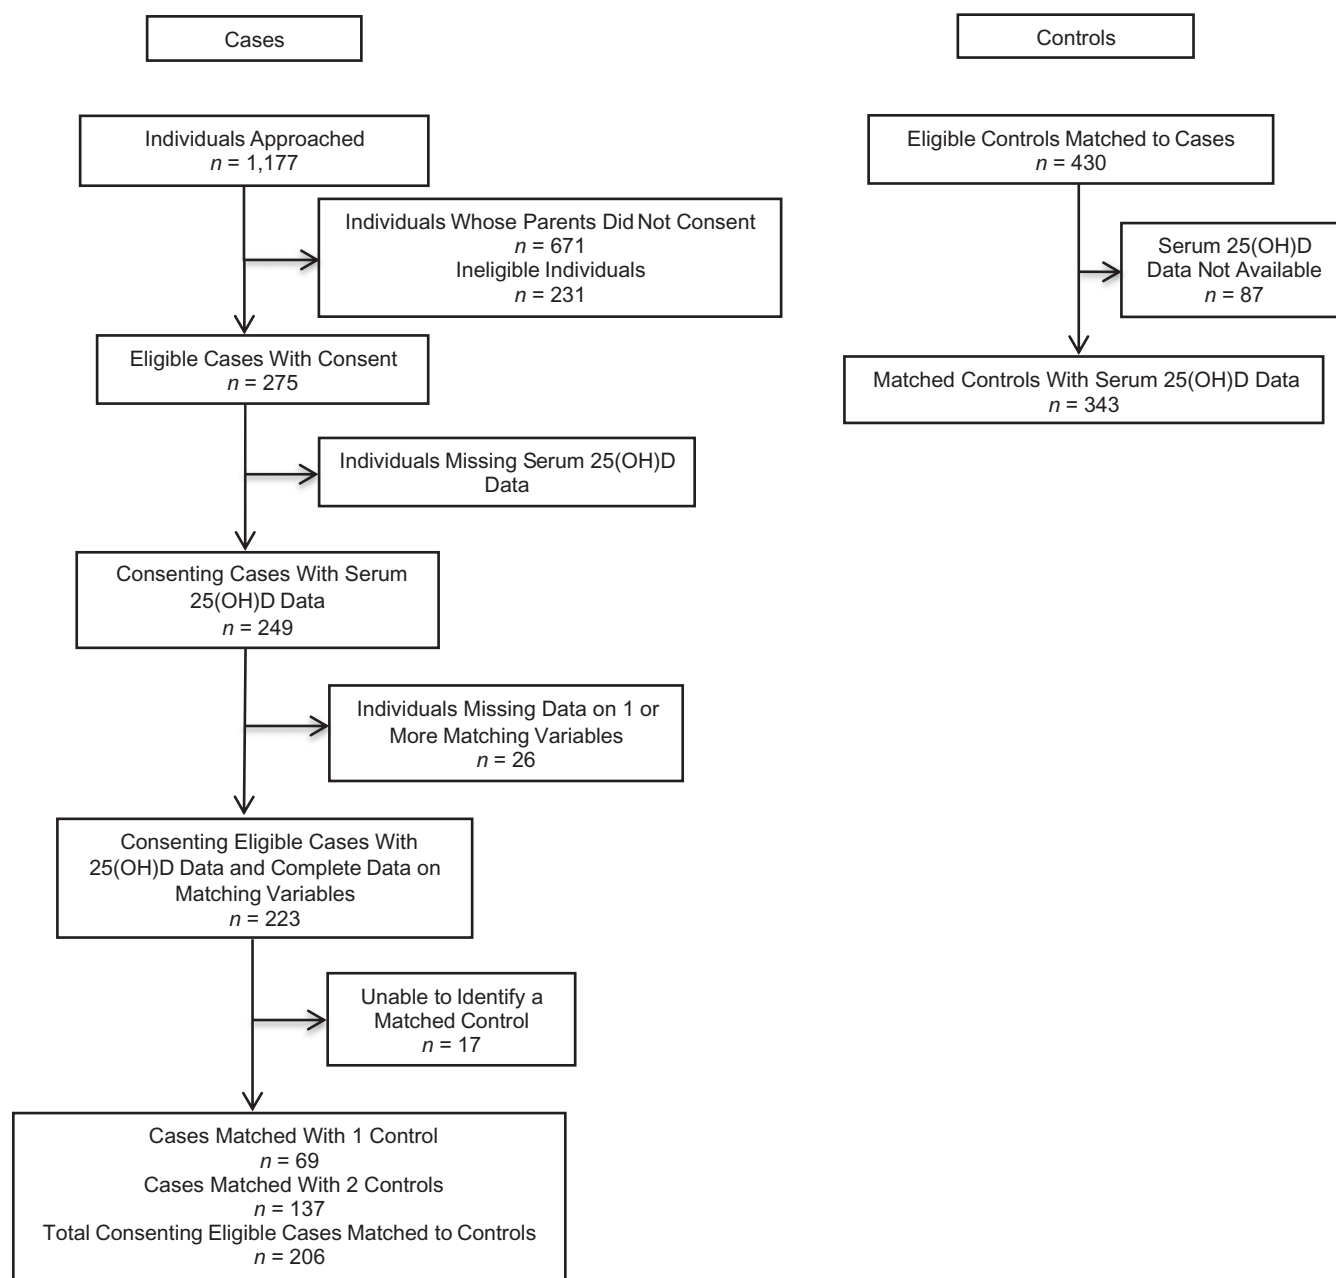 Cases
Controls
Individuals Approached
n = 1,177
Eligible Controls Matched to Cases
n = 430
Individuals Whose Parents Did Not Consent
n = 671
Ineligible Individuals
n = 231
Serum 25(OH)D
Data Not Available
n = 87
Eligible Cases With Consent
n = 275
Matched Controls With Serum 25(OH)D Data
n = 343
Individuals Missing Serum 25(OH)D
Data
Consenting Cases With Serum
25(OH)D Data
n = 249
Individuals Missing Data on 1 or
More Matching Variables
n = 26
Consenting Eligible Cases With
25(OH)D Data and Complete Data on
Matching Variables
n = 223
Unable to Identify a
Matched Control
n = 17
Cases Matched With 1 Control
n = 69
Cases Matched With 2 Controls
n = 137
Total Consenting Eligible Cases Matched to Controls
n = 206